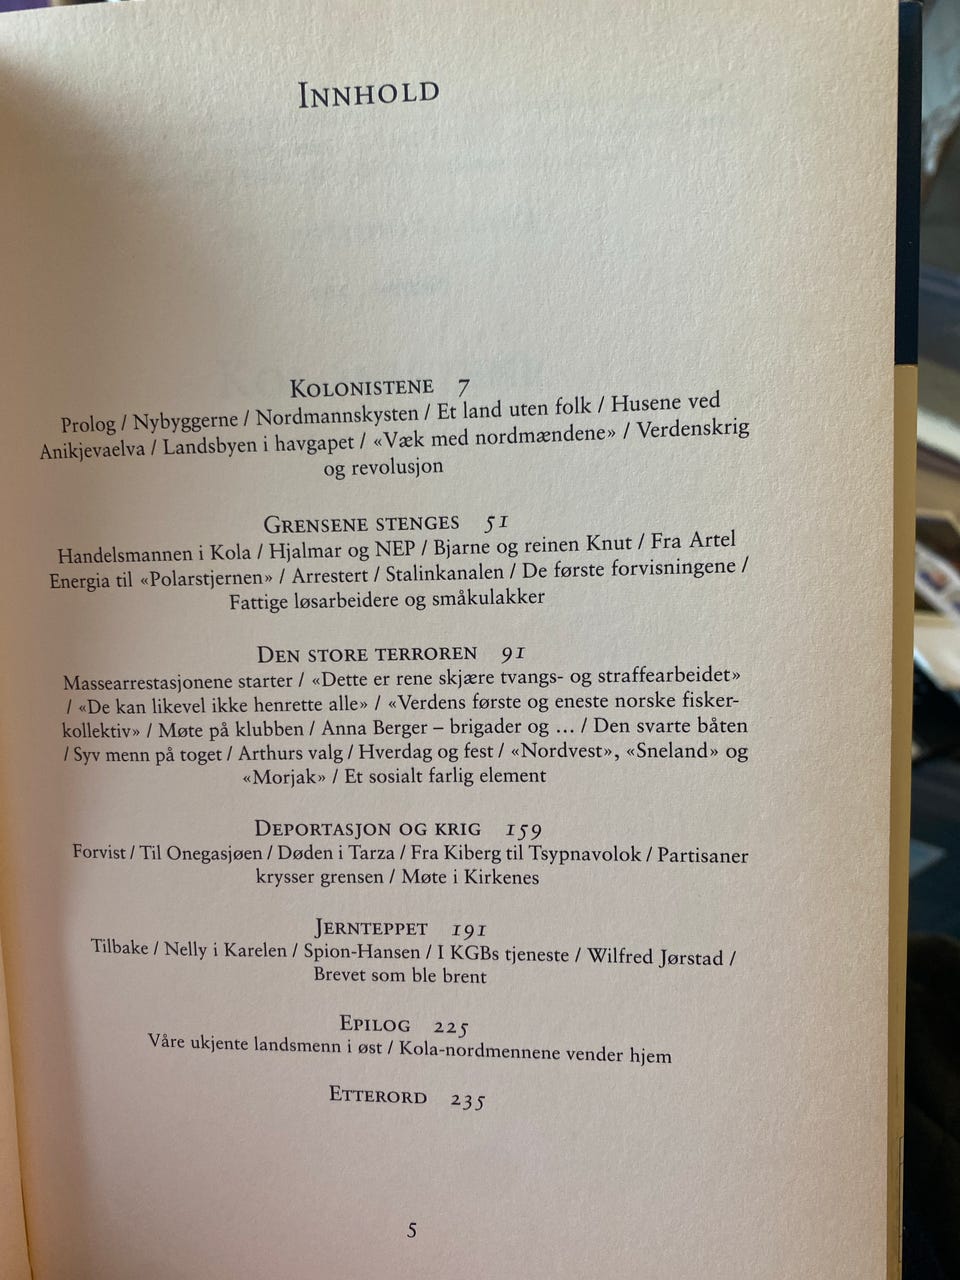 INNHOLD
KOLONISTENE 7
Prolog / Nybyggerne / Nordmannskysten / Et land uten folk / Husene ved
Anikjevaelva / Landsbyen i havgapet / «Væk med nordmændene» / Verdenskrig
og revolusjon
GRENSENE STENGES 51
Handelsmannen i Kola / Hjalmar og NEP / Bjarne og reinen Knut / Fra Artel
Energia til «Polarstjernen» / Arrestert / Stalinkanalen / De første forvisningene /
Fattige løsarbeidere og småkulakker
DEN STORE TERROREN 91
Massearrestasjonene starter / «Dette er rene skjære tvangs- og straffearbeidet»
/ «De kan likevel ikke henrette alle» / «Verdens første og eneste norske fisker-
kollektiv» / Møte på klubben / Anna Berger – brigader og … / Den svarte båten
/ Syv menn på toget / Arthurs valg / Hverdag og fest / «Nordvest», «Sneland» og
«Morjak» / Et sosialt farlig element
DEPORTASJON OG KRIG 159
Forvist / Til Onegasjøen / Døden i Tarza / Fra Kiberg til Tsypnavolok / Partisaner
krysser grensen / Møte i Kirkenes
JERNTEPPET 191
Tilbake / Nelly i Karelen / Spion-Hansen / I KGBs tjeneste / Wilfred Jørstad /
Brevet som ble brent
EPILOG 225
Våre ukjente landsmenn i øst / Kola-nordmennene vender hjem
ETTERORD 235
5